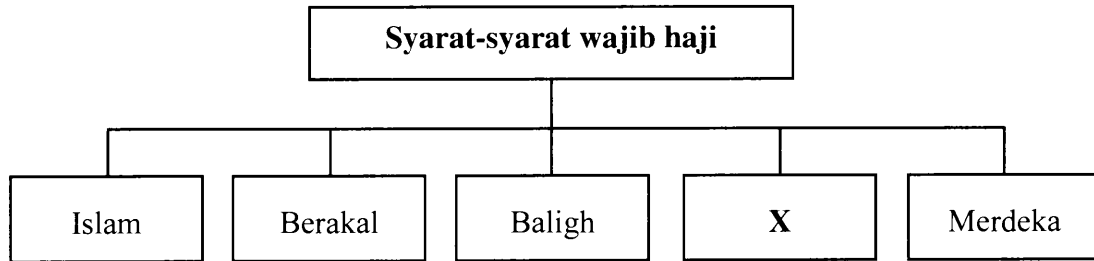 Syarat-syarat wajib haji
Islam
Berakal
Baligh
X
Merdeka